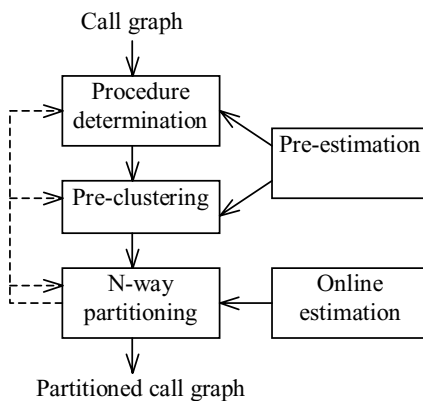 Call graph
Procedure
determination
Pre-estimation
Pre-clustering
N-way
partitioning
Online
estimation
Partitioned call graph